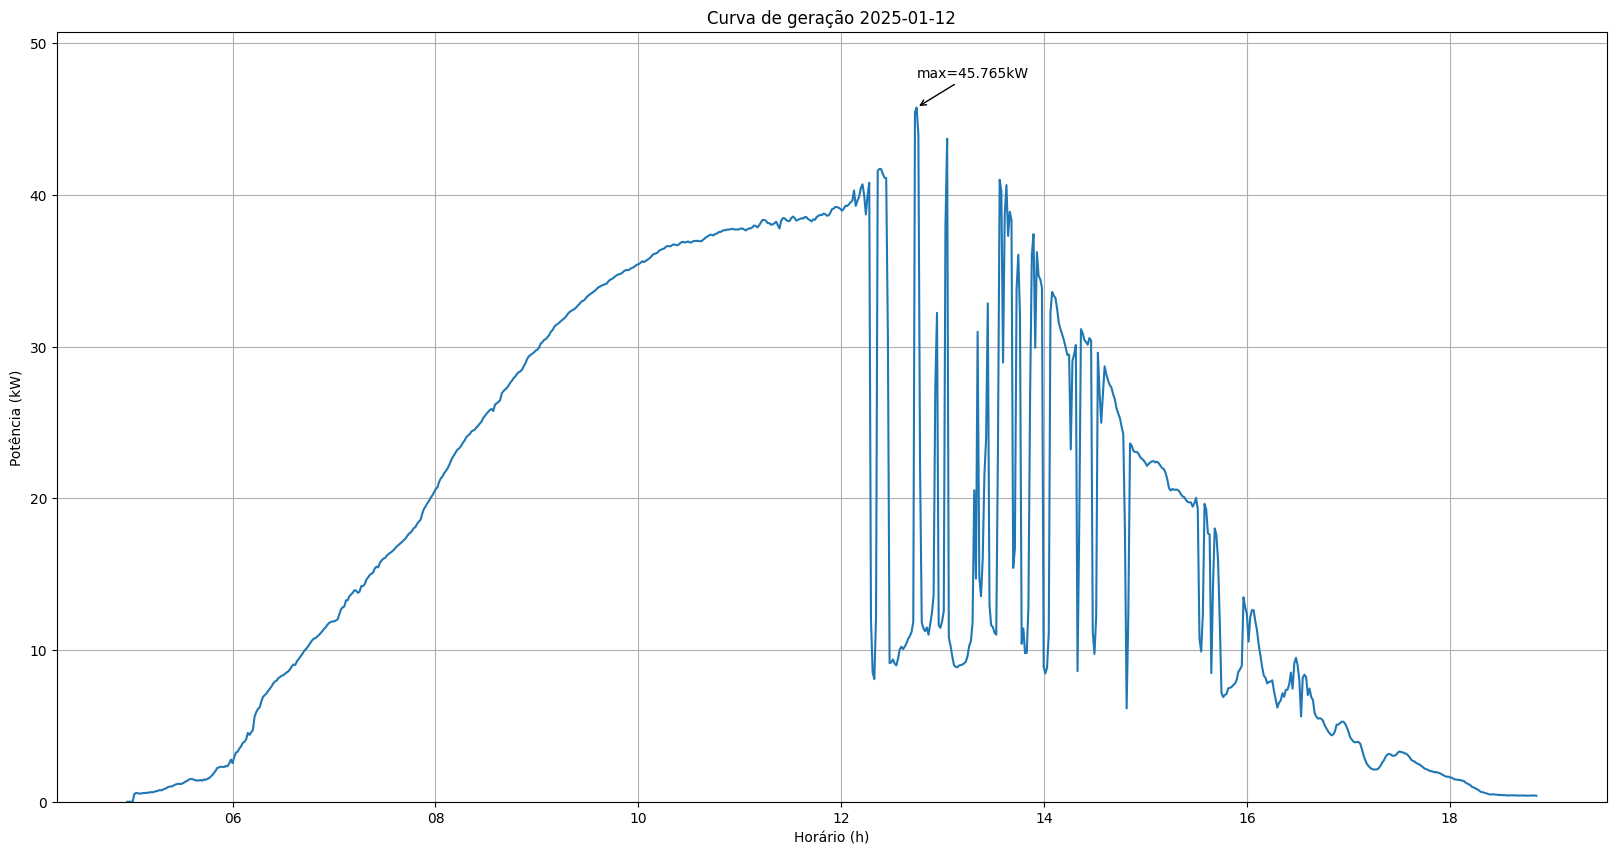 Curva de geração 2025-01-12
50
max=45.765kW
40
30
Potência (kW)
20
10
0
06 08 10 12 14 16 18
Horário (h)